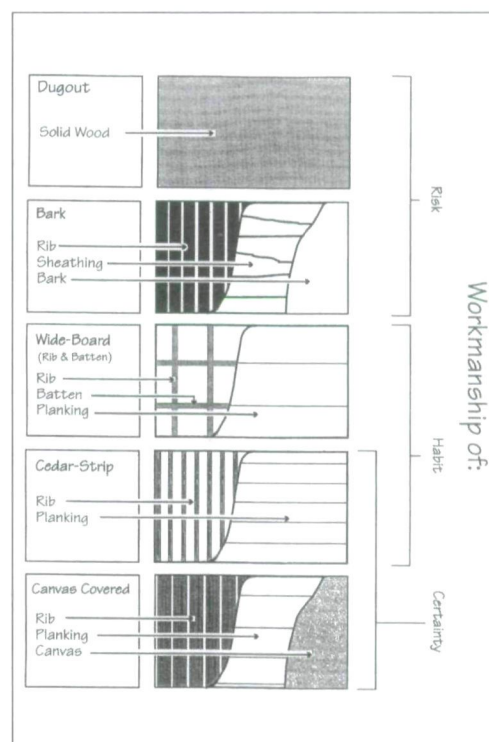 Dugout
Solid Wood
Bark
Rib
Sheathing
Bark
Wide-Board
(Rib & Batten)
Rib
Batten
Planking
Cedar-Strip
Rib
Planking
Canvas Covered
Rib
Planking
Canvas
Risk
Habit
Certainty
Workmanship of: